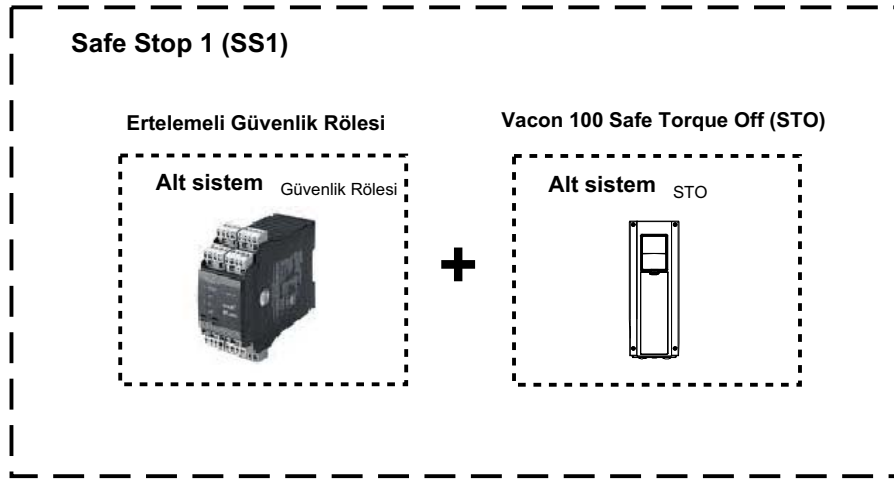 Safe Stop 1 (SS1)
Ertelemeli Güvenlik Rölesi
Vacon 100 Safe Torque Off (STO)
Alt sistem Güvenlik Rölesi
Alt sistem STO
+